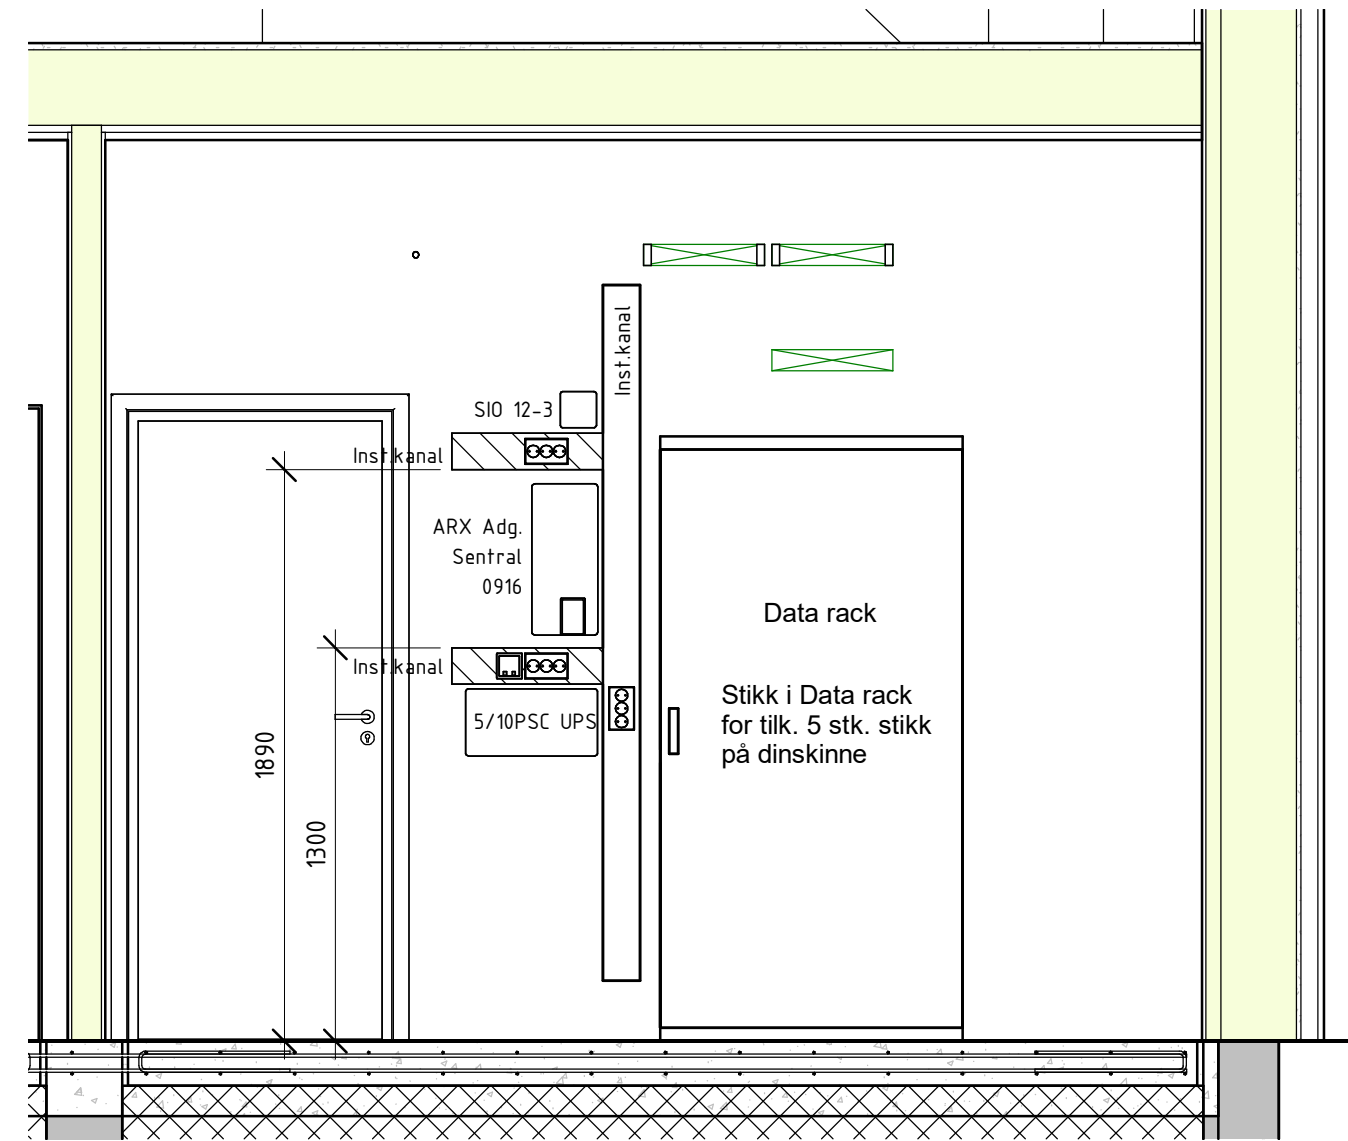 Inst.kanal
SIO 12-3
Inst.kanal
ARX Adg.
Sentral
0916
Inst.kanal
5/10PSC UPS
1890
1300
Data rack
Stikk i Data rack
for tilk. 5 stk. stikk
på dinskinne